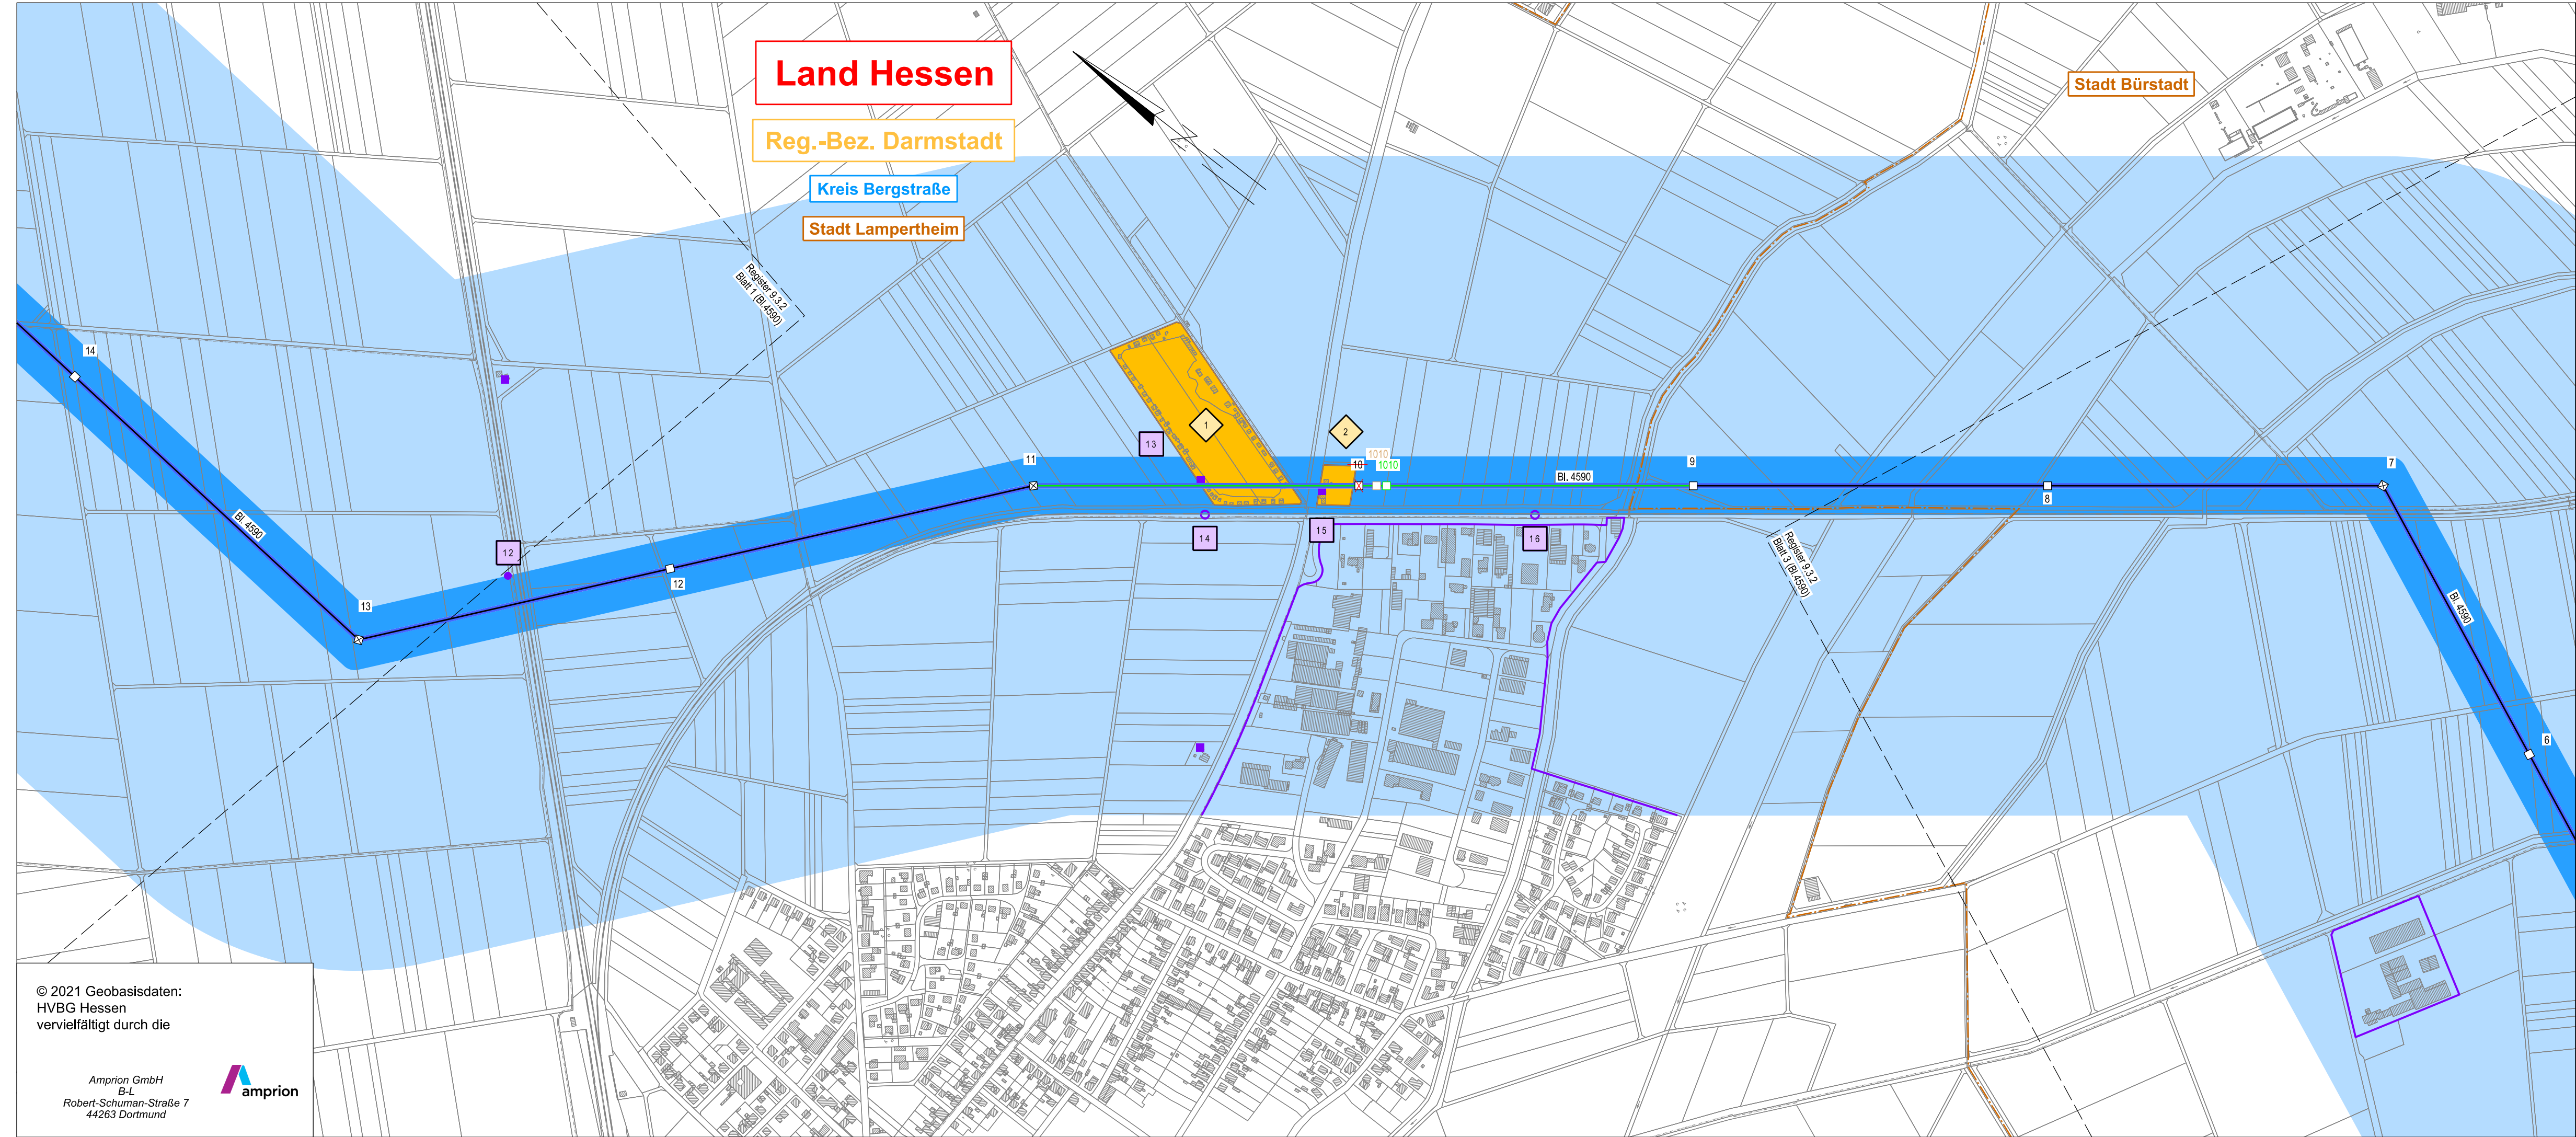 Land Hessen
Reg.-Bez. Darmstadt
Kreis Bergstraße
Stadt Lampertheim
Stadt Bürstadt
Register 9.3.2
Blatt 1 (Bl.4590)
14
Bl. 4590
13
12
12
11
13
1
14
2
15
10
1010
1010
16
Bl. 4590
9
8
7
Register 9.3.2
Blatt 3 (Bl.4590)
Bl. 4590
6
© 2021 Geobasisdaten:
HVBG Hessen
vervielfältigt durch die
Amprion GmbH
B-L
Robert-Schuman-Straße 7
44263 Dortmund
amprion